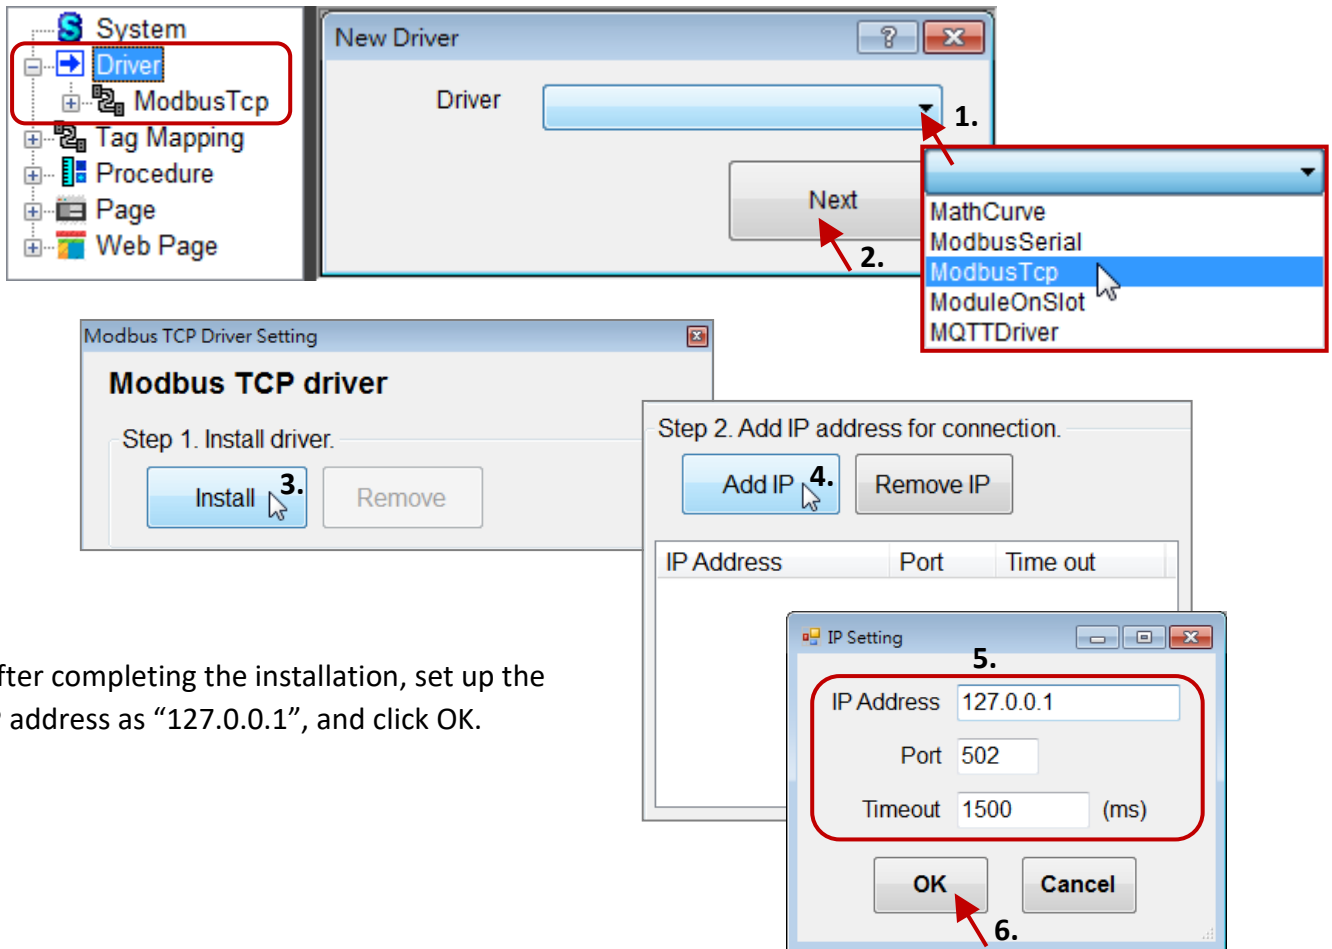 System
Driver
ModbusTcp
Tag Mapping
Procedure
Page
Web Page
New Driver
Driver
1.
Next
2.
MathCurve
ModbusSerial
ModbusTcp
ModuleOnSlot
MQTTDriver
Modbus TCP Driver Setting
Modbus TCP driver
Step 1. Install driver.
Install 3. Remove
Step 2. Add IP address for connection.
Add IP 4. Remove IP
IP Address Port Time out
fter completing the installation, set up the
P address as “127.0.0.1”, and click OK.
IP Setting
5.
IP Address 127.0.0.1
Port 502
Timeout 1500 (ms)
OK Cancel
6.